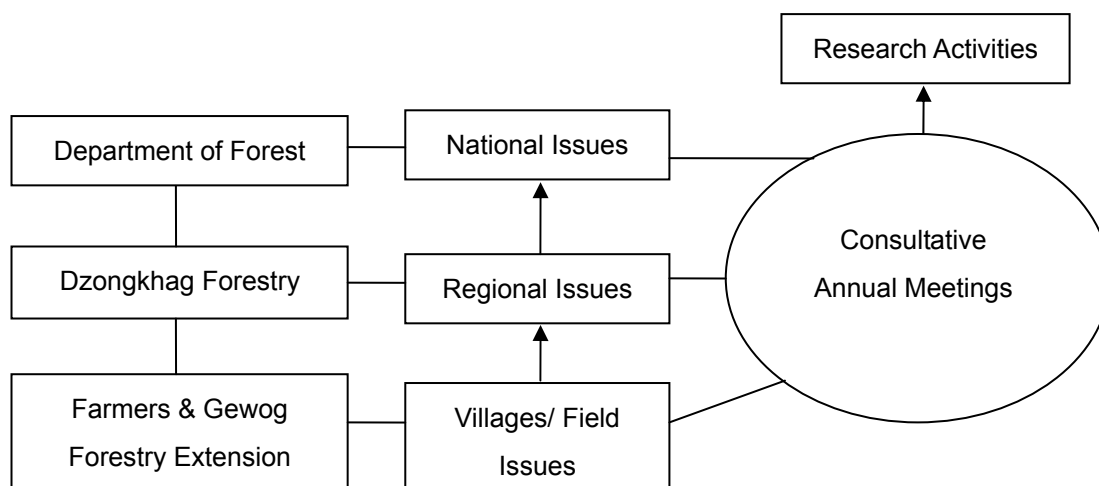 Research Activities
Department of Forest
National Issues
Dzongkhag Forestry
Regional Issues
Consultative
Annual Meetings
Farmers & Gewog
Forestry Extension
Villages/ Field
Issues